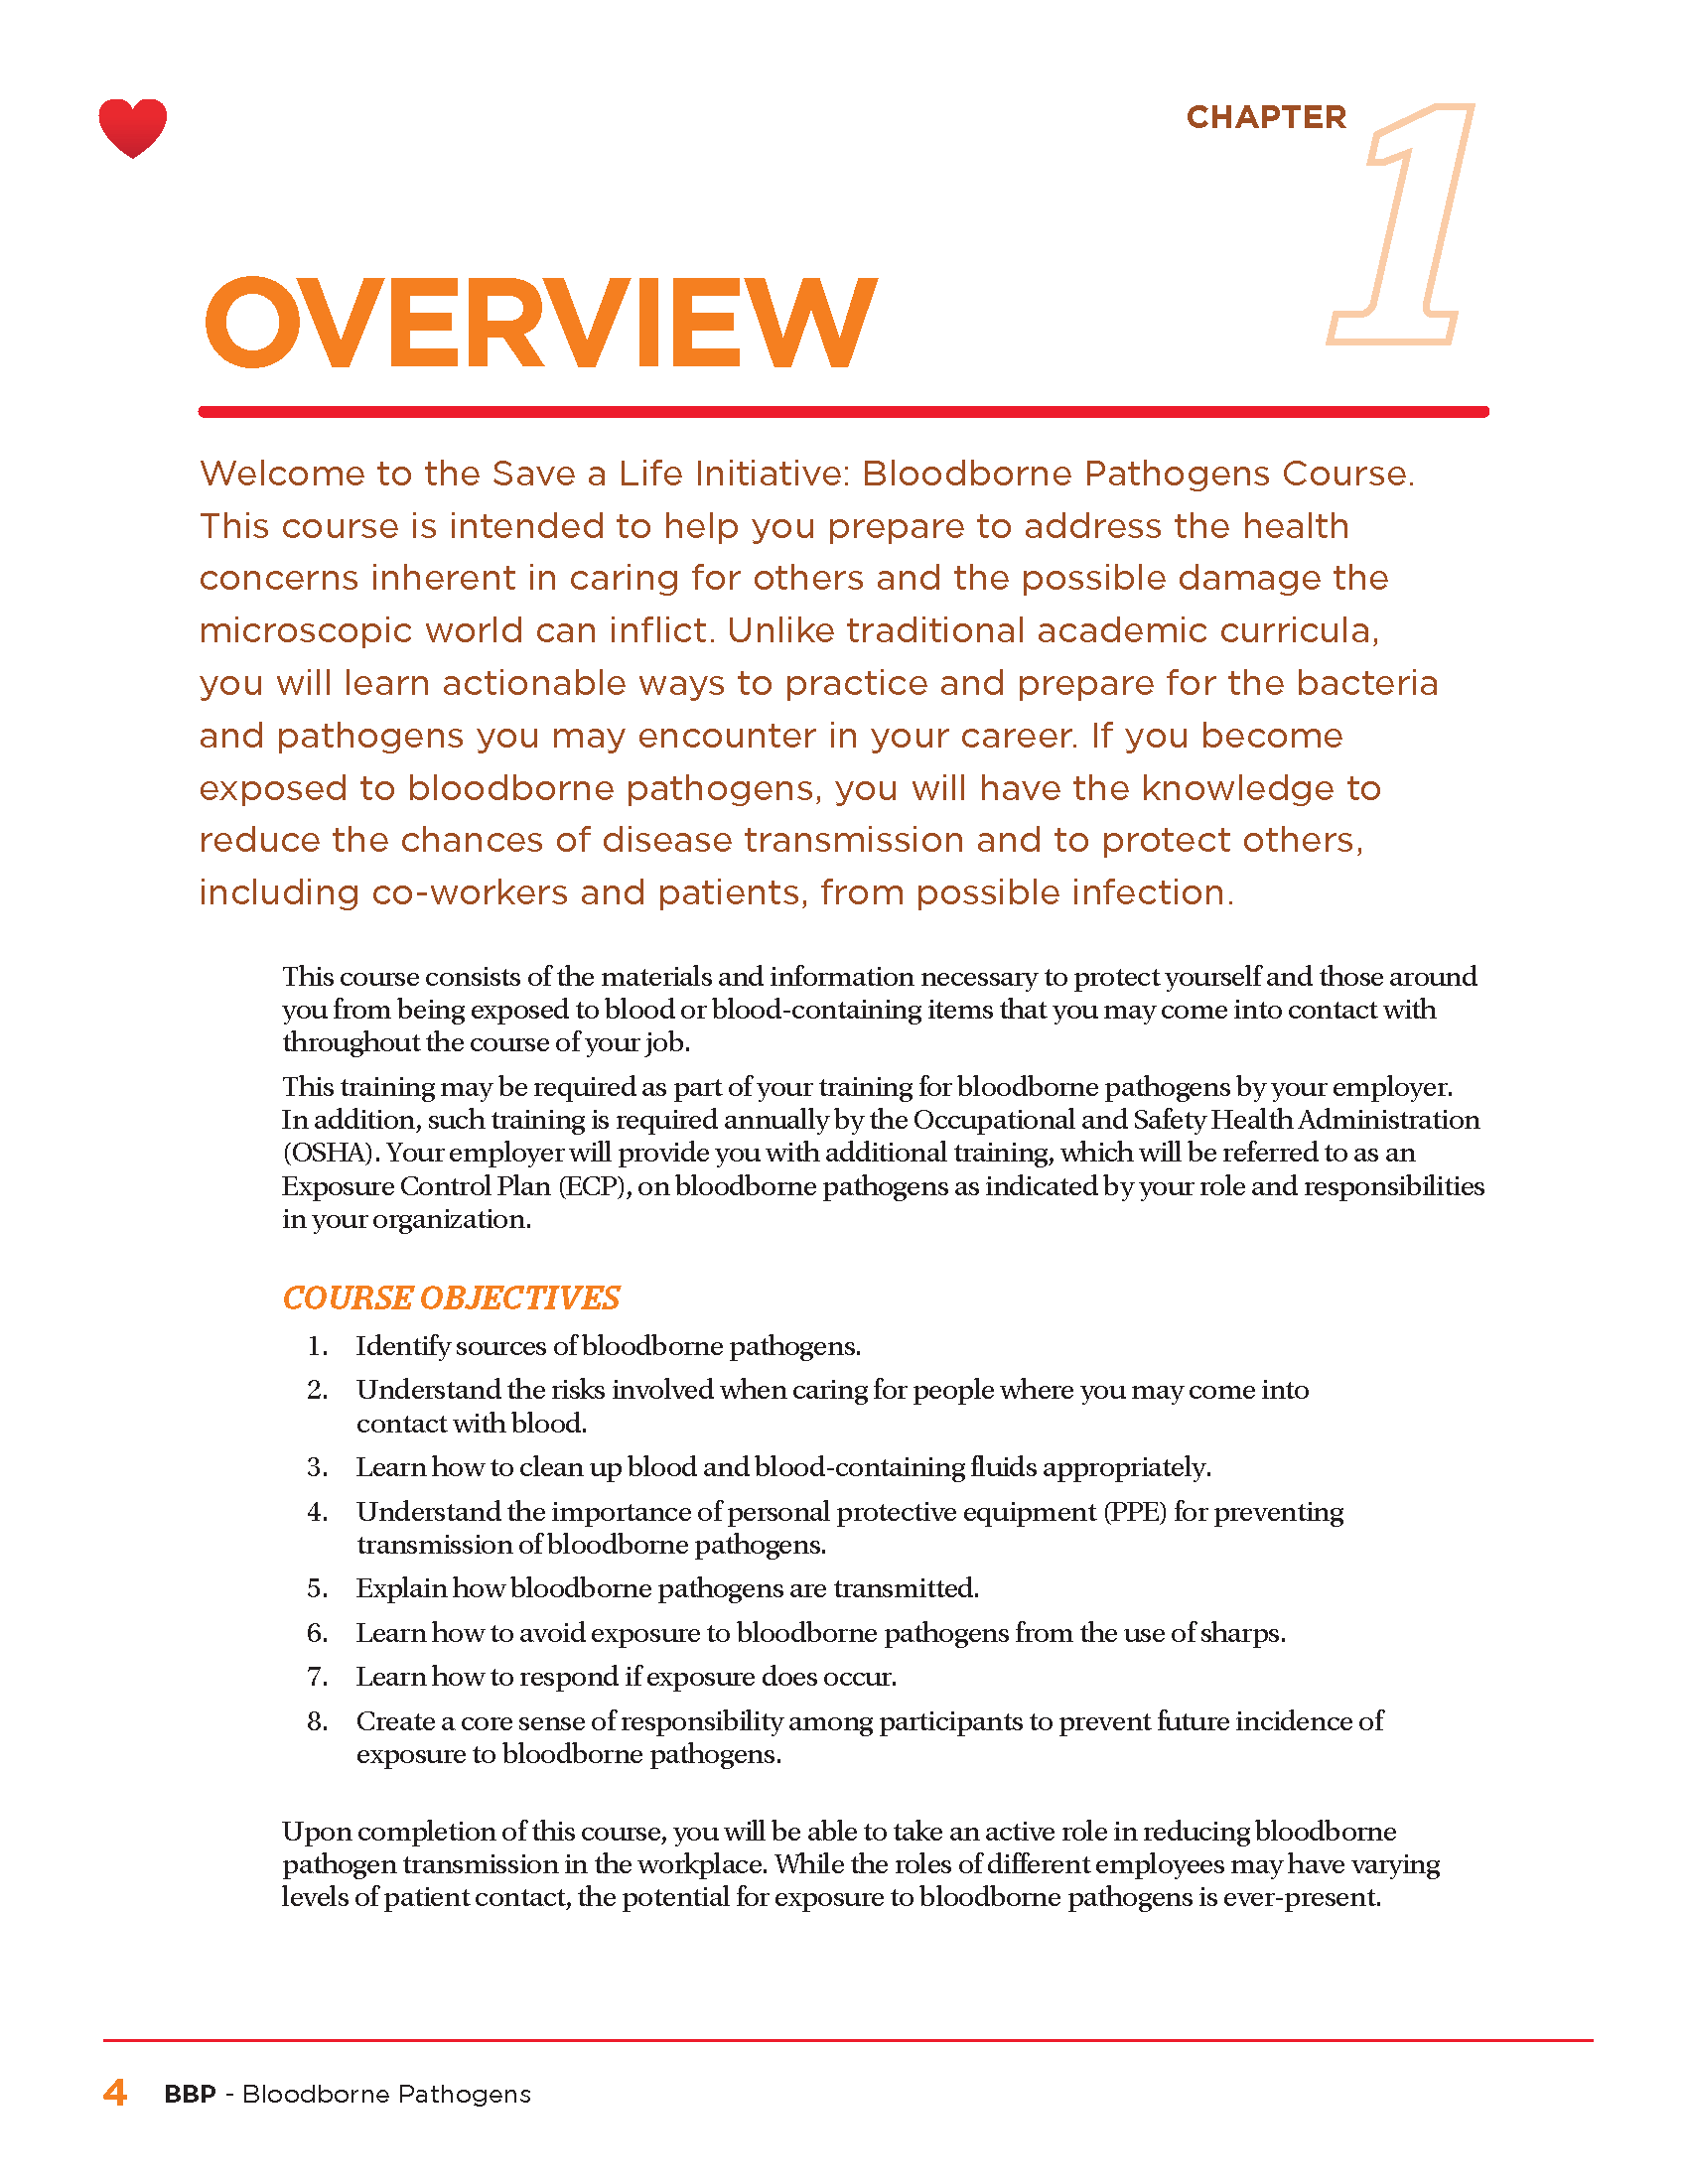 CHAPTER 1
OVERVIEW
Welcome to the Save a Life Initiative: Bloodborne Pathogens Course.
This course is intended to help you prepare to address the health
concerns inherent in caring for others and the possible damage the
microscopic world can inflict. Unlike traditional academic curricula,
you will learn actionable ways to practice and prepare for the bacteria
and pathogens you may encounter in your career. If you become
exposed to bloodborne pathogens, you will have the knowledge to
reduce the chances of disease transmission and to protect others,
including co-workers and patients, from possible infection.
This course consists of the materials and information necessary to protect yourself and those around
you from being exposed to blood or blood-containing items that you may come into contact with
throughout the course of your job.
This training may be required as part of your training for bloodborne pathogens by your employer.
In addition, such training is required annually by the Occupational and Safety Health Administration
(OSHA). Your employer will provide you with additional training, which will be referred to as an
Exposure Control Plan (ECP), on bloodborne pathogens as indicated by your role and responsibilities
in your organization.
COURSE OBJECTIVES
1. Identify sources of bloodborne pathogens.
2. Understand the risks involved when caring for people where you may come into
contact with blood.
3. Learn how to clean up blood and blood-containing fluids appropriately.
4. Understand the importance of personal protective equipment (PPE) for preventing
transmission of bloodborne pathogens.
5. Explain how bloodborne pathogens are transmitted.
6. Learn how to avoid exposure to bloodborne pathogens from the use of sharps.
7. Learn how to respond if exposure does occur.
8. Create a core sense of responsibility among participants to prevent future incidence of
exposure to bloodborne pathogens.
Upon completion of this course, you will be able to take an active role in reducing bloodborne
pathogen transmission in the workplace. While the roles of different employees may have varying
levels of patient contact, the potential for exposure to bloodborne pathogens is ever-present.
4 BBP - Bloodborne Pathogens